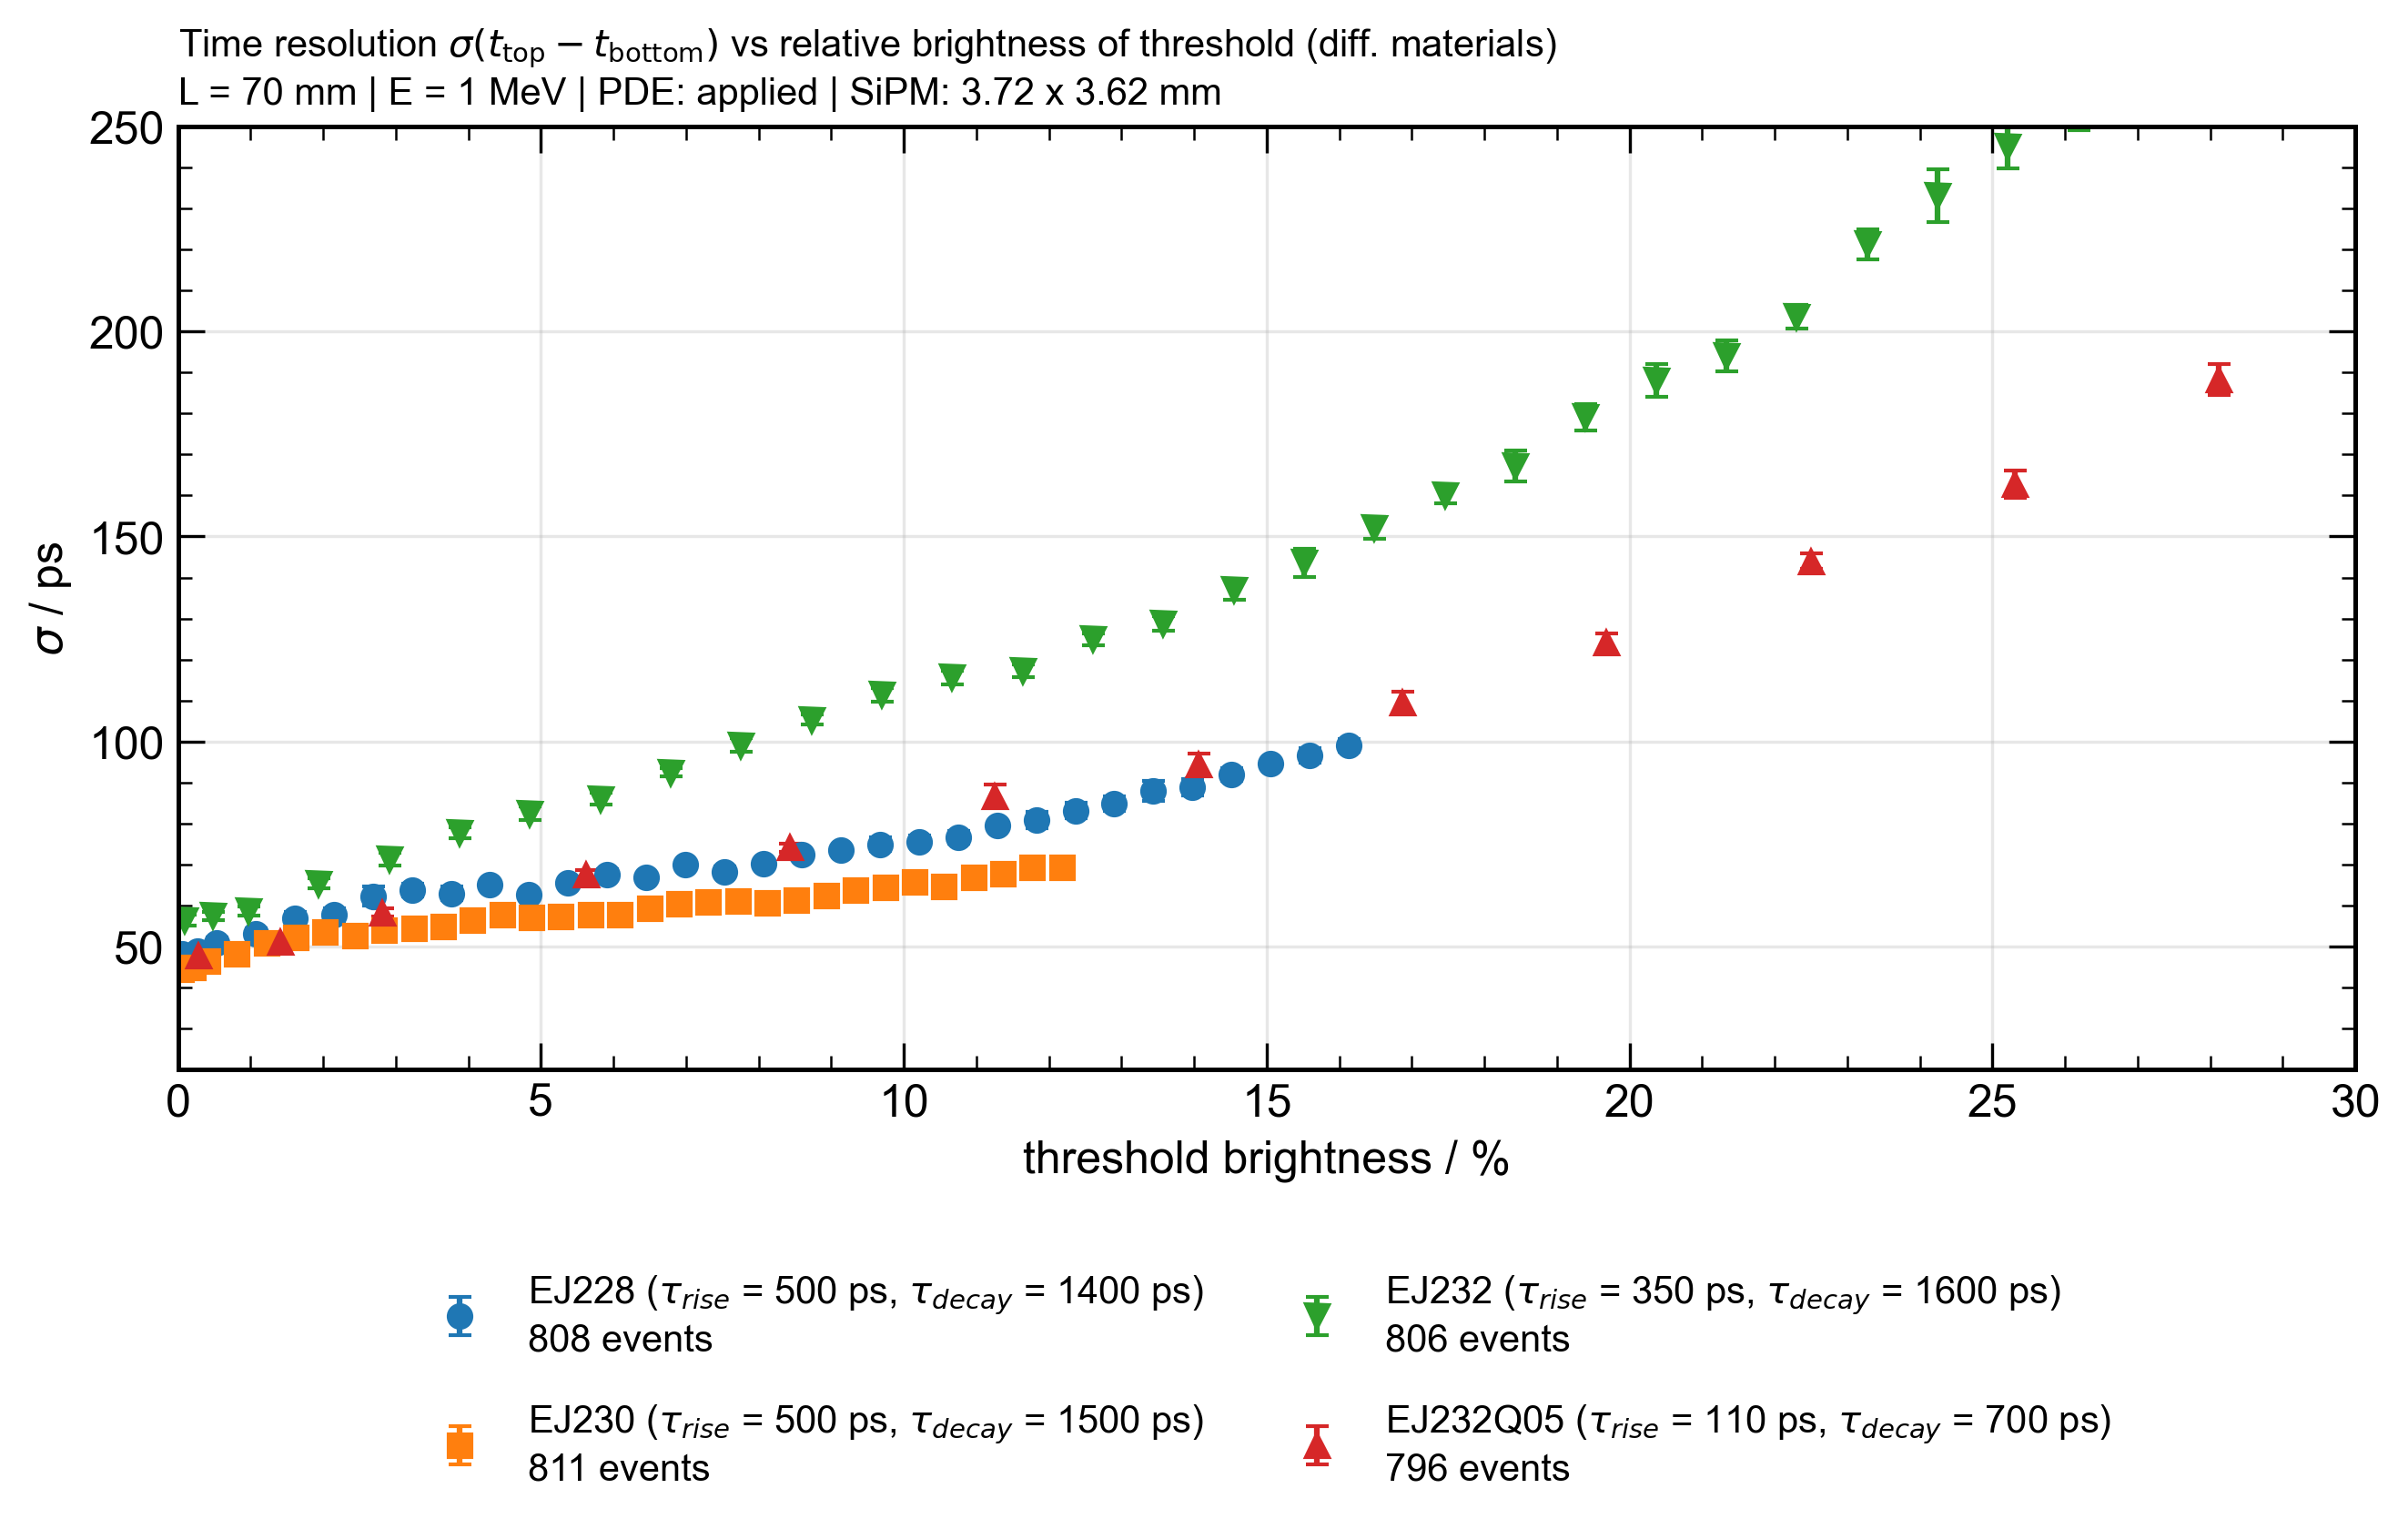 Time resolution σ(t_top − t_bottom) vs relative brightness of threshold (diff. materials)
L = 70 mm | E = 1 MeV | PDE: applied | SiPM: 3.72 x 3.62 mm
250
200
150
100
50
σ / ps
0 5 10 15 20 25 30
threshold brightness / %
EJ228 (τ_rise = 500 ps, τ_decay = 1400 ps)
808 events
EJ230 (τ_rise = 500 ps, τ_decay = 1500 ps)
811 events
EJ232 (τ_rise = 350 ps, τ_decay = 1600 ps)
806 events
EJ232Q05 (τ_rise = 110 ps, τ_decay = 700 ps)
796 events